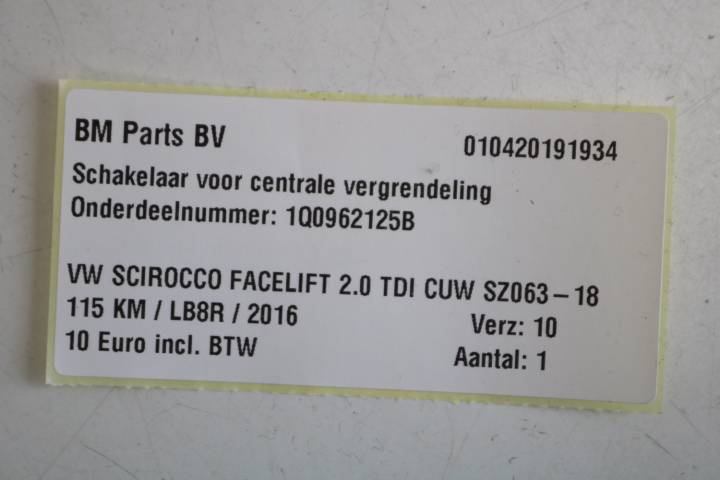 BM Parts BV 010420191934
Schakelaar voor centrale vergrendeling
Onderdeelnummer: 1Q0962125B
VW SCIROCCO FACELIFT 2.0 TDI CUW SZ063-18
115 KM / LB8R / 2016 Verz: 10
10 Euro incl. BTW Aantal: 1